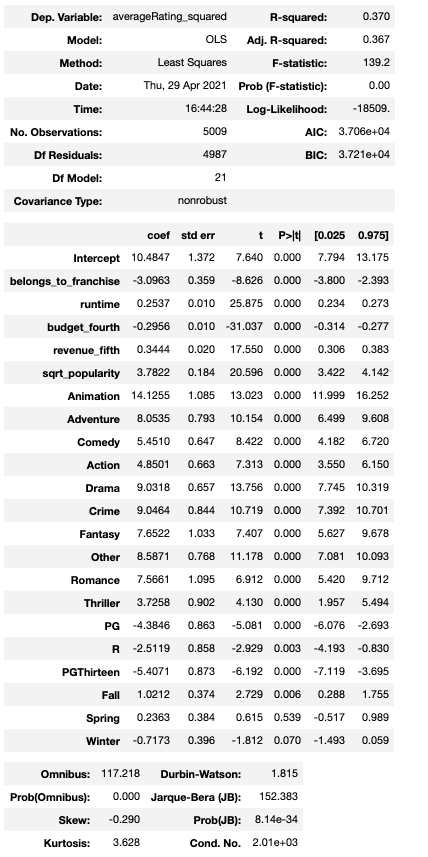 Dep. Variable: averageRating_squared R-squared: 0.370
Model: OLS Adj. R-squared: 0.367
Method: Least Squares F-statistic: 139.2
Date: Thu, 29 Apr 2021 Prob (F-statistic): 0.00
Time: 16:44:28 Log-Likelihood: -18509.
No. Observations: 5009 AIC: 3.706e+04
Df Residuals: 4987 BIC: 3.721e+04
Df Model: 21
Covariance Type: nonrobust
coef std err t P>|t| [0.025 0.975]
Intercept 10.4847 1.372 7.640 0.000 7.794 13.175
belongs_to_franchise -3.0963 0.359 -8.626 0.000 -3.800 -2.393
runtime 0.2537 0.010 25.875 0.000 0.234 0.273
budget_fourth -0.2956 0.010 -31.037 0.000 -0.314 -0.277
revenue_fifth 0.3444 0.020 17.550 0.000 0.306 0.383
sqrt_popularity 3.7822 0.184 20.596 0.000 3.422 4.142
Animation 14.1255 1.085 13.023 0.000 11.999 16.252
Adventure 8.0535 0.793 10.154 0.000 6.499 9.608
Comedy 5.4510 0.647 8.422 0.000 4.182 6.720
Action 4.8501 0.663 7.313 0.000 3.550 6.150
Drama 9.0318 0.657 13.756 0.000 7.745 10.319
Crime 9.0464 0.844 10.719 0.000 7.392 10.701
Fantasy 7.6522 1.033 7.407 0.000 5.627 9.678
Other 8.5871 0.768 11.178 0.000 7.081 10.093
Romance 7.5661 1.095 6.912 0.000 5.420 9.712
Thriller 3.7258 0.902 4.130 0.000 1.957 5.494
PG -4.3846 0.863 -5.081 0.000 -6.076 -2.693
R -2.5119 0.858 -2.929 0.003 -4.193 -0.830
PGThirteen -5.4071 0.873 -6.192 0.000 -7.119 -3.695
Fall 1.0212 0.374 2.729 0.006 0.288 1.755
Spring 0.2363 0.384 0.615 0.539 -0.517 0.989
Winter -0.7173 0.396 -1.812 0.070 -1.493 0.059
Omnibus: 117.218 Durbin-Watson: 1.815
Prob(Omnibus): 0.000 Jarque-Bera (JB): 152.383
Skew: -0.290 Prob(JB): 8.14e-34
Kurtosis: 3.628 Cond. No. 2.01e+03